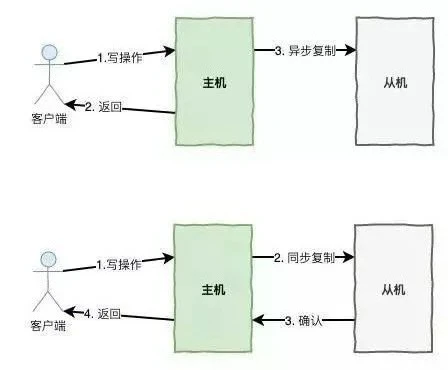 1.写操作
3. 异步复制
主机
从机
2. 返回
客户端
1.写操作
2. 同步复制
主机
从机
4. 返回
3. 确认
客户端